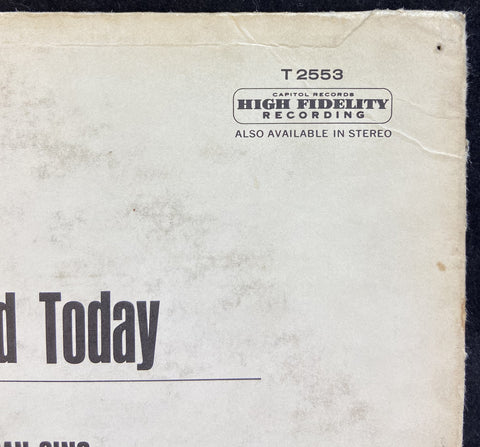 T 2553
CAPITOL RECORDS
HIGH FIDELITY
RECORDING
ALSO AVAILABLE IN STEREO
d Today